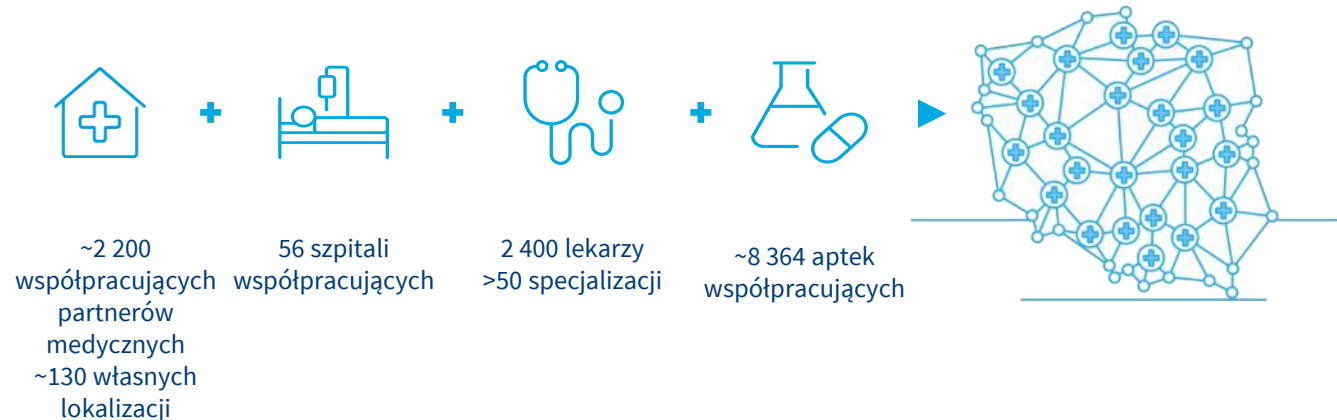 ~2 200
współpracujących
partnerów
medycznych
~130 własnych
lokalizacji
56 szpitali
współpracujących
2 400 lekarzy
>50 specjalizacji
~8 364 aptek
współpracujących